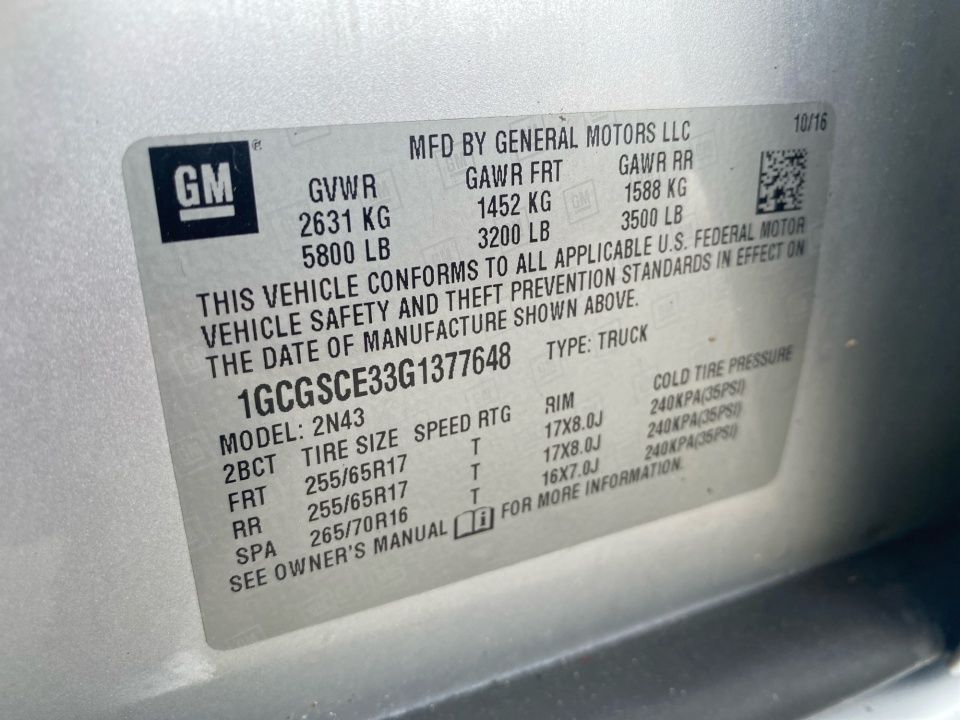 GM
MFD BY GENERAL MOTORS LLC 10/16
GVWR GAWR FRT GAWR RR
2631 KG 1452 KG 1588 KG
5800 LB 3200 LB 3500 LB
THIS VEHICLE CONFORMS TO ALL APPLICABLE U.S. FEDERAL MOTOR
VEHICLE SAFETY AND THEFT PREVENTION STANDARDS IN EFFECT ON
THE DATE OF MANUFACTURE SHOWN ABOVE.
1GCGSCE33G1377648 TYPE: TRUCK
MODEL: 2N43
2BCT TIRE SIZE SPEED RTG RIM COLD TIRE PRESSURE
FRT 255/65R17 T 17X8.0J 240KPA(35PSI)
RR 255/65R17 T 17X8.0J 240KPA(35PSI)
SPA 265/70R16 T 16X7.0J 240KPA(35PSI)
SEE OWNER'S MANUAL FOR MORE INFORMATION.